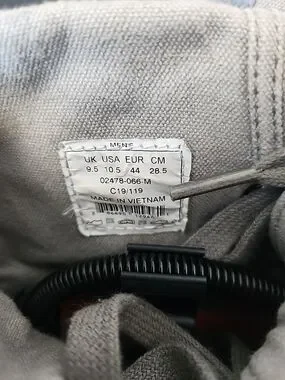 MENS
UK USA EUR CM
9.5 10.5 44 28.5
02478-066-M
C19/119
MADE IN VIETNAM